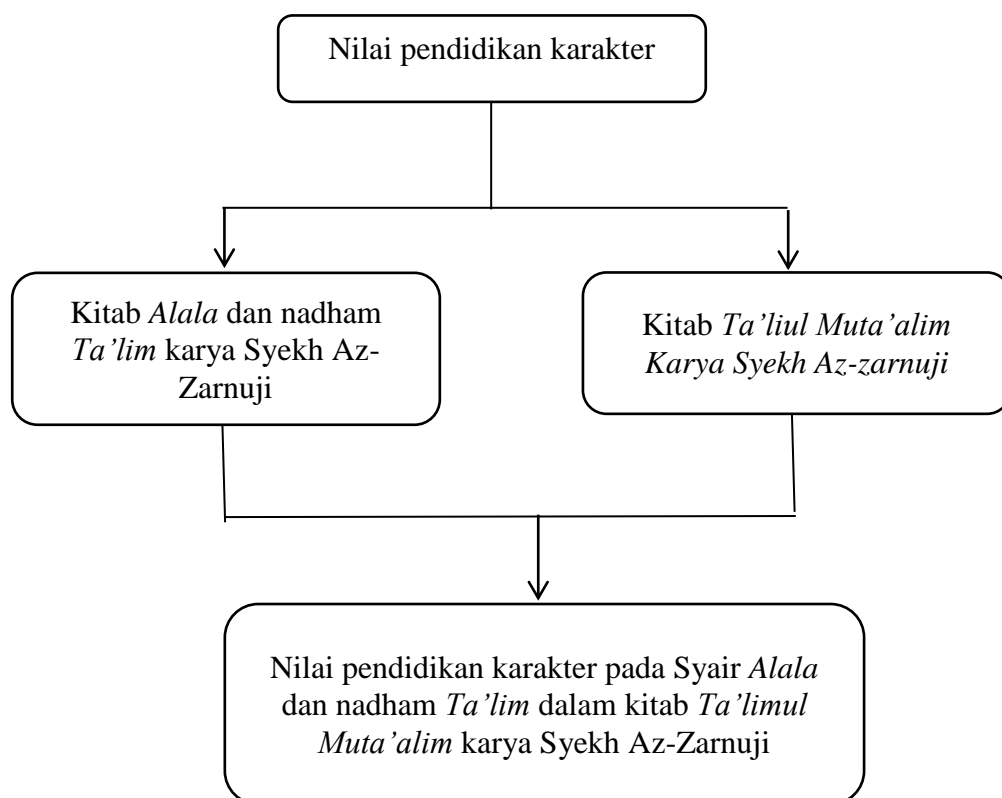 Nilai pendidikan karakter
Kitab Alala dan nadham
Ta’lim karya Syekh Az-
Zarnuji
Kitab Ta’liul Muta’alim
Karya Syekh Az-zarnuji
Nilai pendidikan karakter pada Syair Alala
dan nadham Ta’lim dalam kitab Ta’limul
Muta’alim karya Syekh Az-Zarnuji